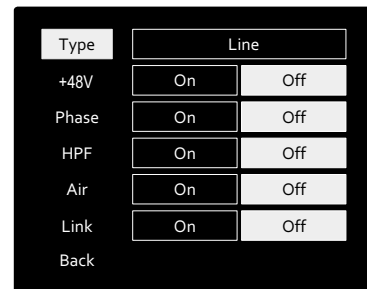 Type Line
+48V On Off
Phase On Off
HPF On Off
Air On Off
Link On Off
Back